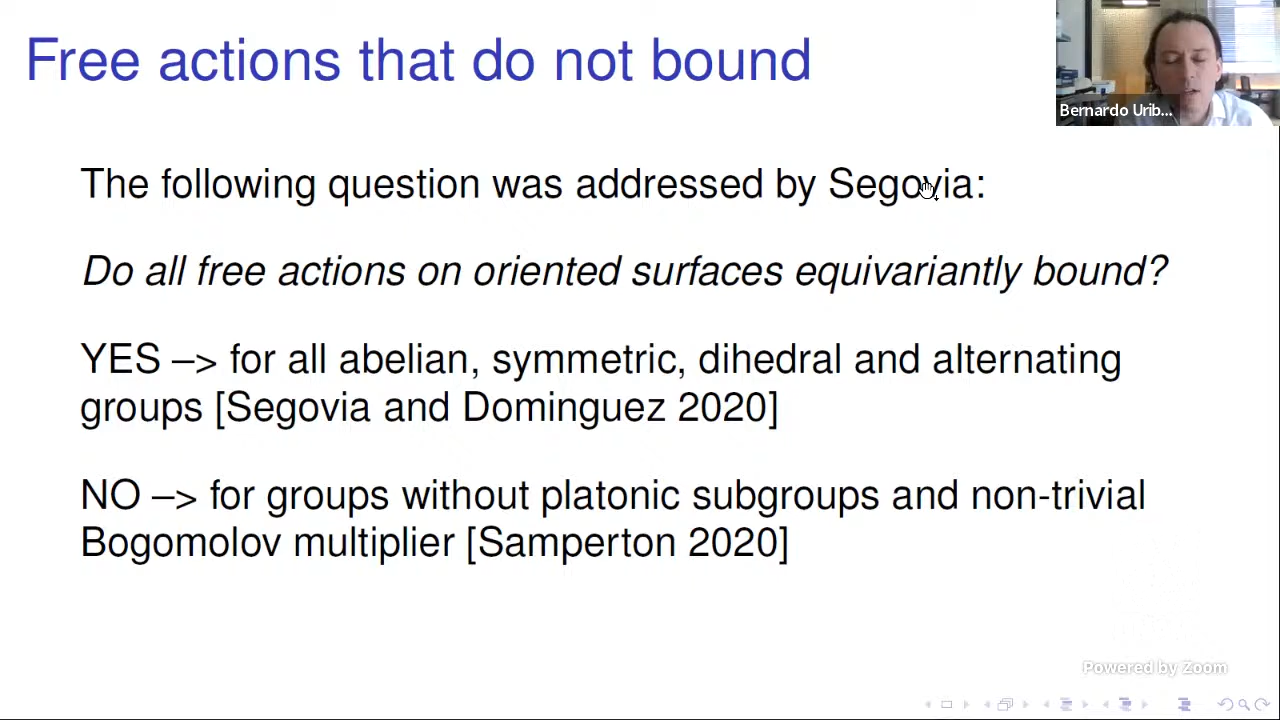 Free actions that do not bound
Bernardo Urib...
The following question was addressed by Segovia:
Do all free actions on oriented surfaces equivariantly bound?
YES –> for all abelian, symmetric, dihedral and alternating
groups [Segovia and Dominguez 2020]
NO –> for groups without platonic subgroups and non-trivial
Bogomolov multiplier [Samperton 2020]
Powered by Zoom